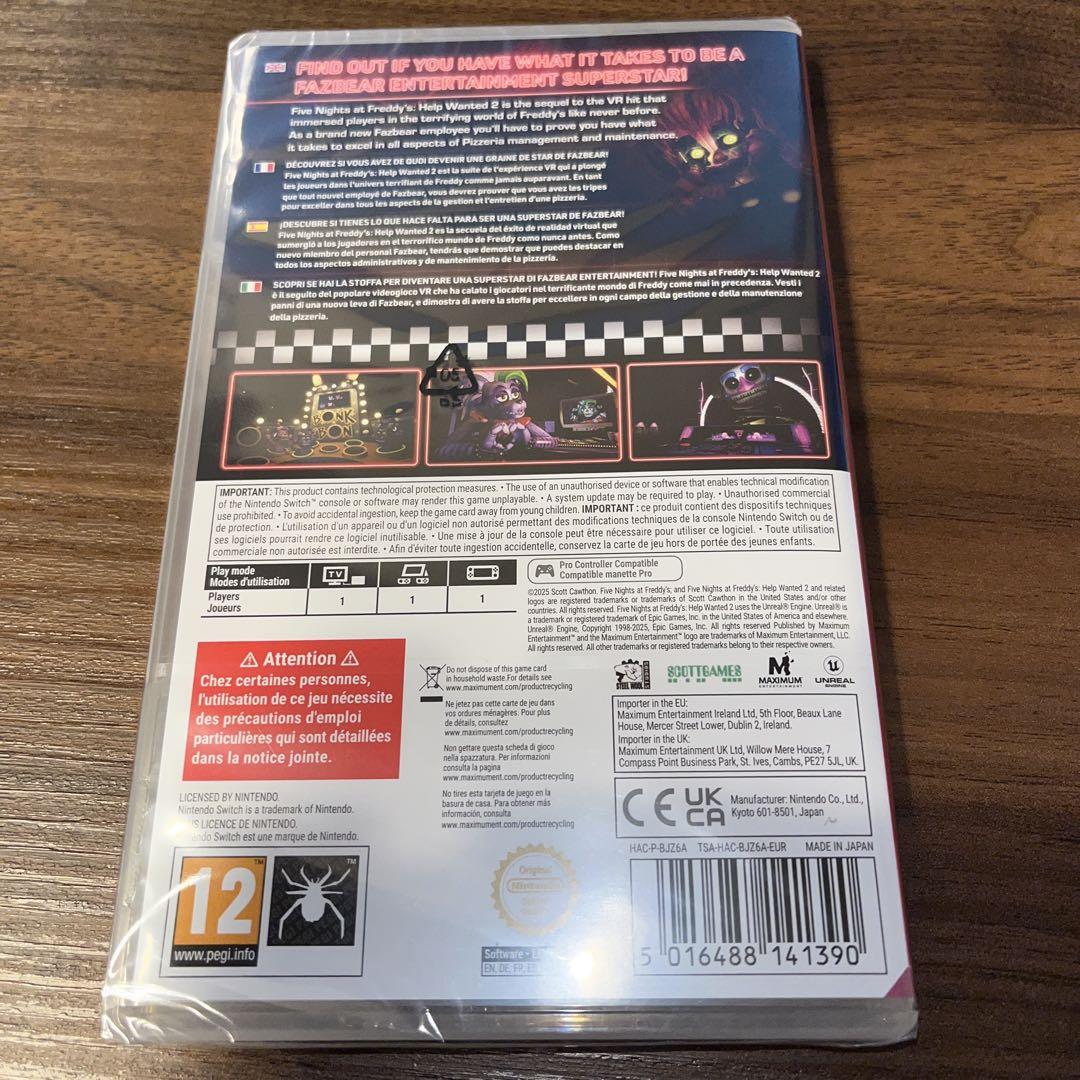 FIND OUT IF YOU HAVE WHAT IT TAKES TO BE A
FAZBEAR ENTERTAINMENT SUPERSTAR!
Five Nights at Freddy's: Help Wanted 2 is the sequel to the VR hit that
immersed players in the terrifying world of Freddy's like never before.
As a brand new Fazbear employee you'll have to prove you have what
it takes to excel in all aspects of Pizzeria management and maintenance.
DÉCOUVREZ SI VOUS AVEZ DE QUOI DEVENIR UNE GRAINE DE STAR DE FAZBEAR!
Five Nights at Freddy's: Help Wanted 2 est la suite de l'expérience VR qui a plongé
les joueurs dans l'univers terrifiant de Freddy comme jamais auparavant. En tant
que tout nouvel employé de Fazbear, vous devrez prouver que vous avez les tripes
pour exceller dans tous les aspects de la gestion et l'entretien d'une pizzeria.
¡DESCUBRE SI TIENES LO QUE HACE FALTA PARA SER UNA SUPERSTAR DE FAZBEAR!
Five Nights at Freddy's: Help Wanted 2 es la secuela del éxito de realidad virtual que
sumergió a los jugadores en el terrorífico mundo de Freddy como nunca antes. Como
nuevo miembro del personal Fazbear, tendrás que demostrar que puedes destacar en
todos los aspectos administrativos y de mantenimiento de la pizzería.
SCOPRI SE HAI LA STOFFA PER DIVENTARE UNA SUPERSTAR DI FAZBEAR ENTERTAINMENT! Five Nights at Freddy's: Help Wanted 2
è il seguito del popolare videogioco VR che ha calato i giocatori nel terrificante mondo di Freddy come mai in precedenza. Vesti i
panni di una nuova leva di Fazbear, e dimostra di avere la stoffa per eccellere in ogni campo della gestione e della manutenzione
della pizzeria.
05
BONK
BON
IMPORTANT: This product contains technological protection measures. • The use of an unauthorised device or software that enables technical modification
of the Nintendo Switch™ console or software may render this game unplayable. • A system update may be required to play. • Unauthorised commercial
use prohibited. • To avoid accidental ingestion, keep the game card away from young children. IMPORTANT : ce produit contient des dispositifs techniques
de protection. • L'utilisation d'un appareil ou d'un logiciel non autorisé permettant des modifications techniques de la console Nintendo Switch ou de
ses logiciels pourrait rendre ce logiciel inutilisable. • Une mise à jour de la console peut être nécessaire pour utiliser ce logiciel. • Toute utilisation
commerciale non autorisée est interdite. • Afin d'éviter toute ingestion accidentelle, conservez la carte de jeu hors de portée des jeunes enfants.
Play mode
Modes d'utilisation
TV
Players
Joueurs
1
1
1
Pro Controller Compatible
Compatible manette Pro
©2025 Scott Cawthon. Five Nights at Freddy's; and Five Nights at Freddy's: Help Wanted 2 and related
logos are registered trademarks or trademarks of Scott Cawthon in the United States and/or other
countries. All rights reserved. Five Nights at Freddy's: Help Wanted 2 uses the Unreal® Engine. Unreal® is
a trademark or registered trademark of Epic Games, Inc. in the United States of America and elsewhere.
Unreal® Engine, Copyright 1998-2025, Epic Games, Inc. All rights reserved Published by Maximum
Entertainment™ and the Maximum Entertainment™ logo are trademarks of Maximum Entertainment, LLC.
All rights reserved. All other trademarks or registered trademarks belong to their respective owners.
Attention
Chez certaines personnes,
l'utilisation de ce jeu nécessite
des précautions d'emploi
particulières qui sont détaillées
dans la notice jointe.
Do not dispose of this game card
in household waste.For details see
www.maximument.com/productrecycling
Ne jetez pas cette carte de jeu dans
vos ordures ménagères. Pour plus
de détails, consultez
www.maximument.com/productrecycling
Non gettare questa scheda di gioco
nella spazzatura. Per informazioni
consulta la pagina
www.maximument.com/productrecycling
No tires esta tarjeta de juego en la
basura de casa. Para obtener más
información, consulta
www.maximument.com/productrecycling
STEEL WOOL
STUDIOS
SCOTTGAMES
MAXIMUM
ENTERTAINMENT
UNREAL
ENGINE
Importer in the EU:
Maximum Entertainment Ireland Ltd, 5th Floor, Beaux Lane
House, Mercer Street Lower, Dublin 2, Ireland.
Importer in the UK:
Maximum Entertainment UK Ltd, Willow Mere House, 7
Compass Point Business Park, St. Ives, Cambs, PE27 5JL, UK.
CE UK
CA
Manufacturer: Nintendo Co., Ltd.,
Kyoto 601-8501, Japan
LICENSED BY NINTENDO.
Nintendo Switch is a trademark of Nintendo.
LICENCE DE NINTENDO.
Switch est une marque de Nintendo.
HAC-P-BJZ6A TSA-HAC-BJZ6A-EUR MADE IN JAPAN
12
www.pegi.info
Original
Nintendo
Software •
EN, DE, FR,
5 016488 141390